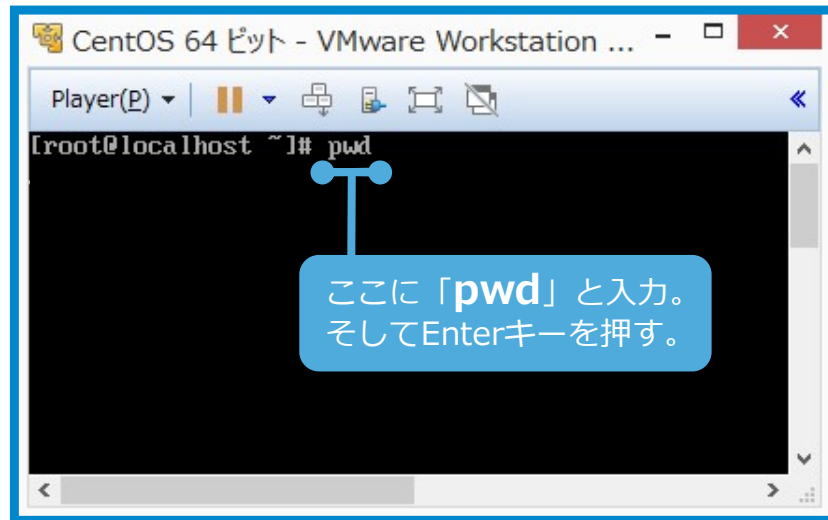 CentOS 64 ビット - VMware Workstation ...
Player(P)
[root@localhost ~]# pwd
ここに「pwd」と入力。
そしてEnterキーを押す。